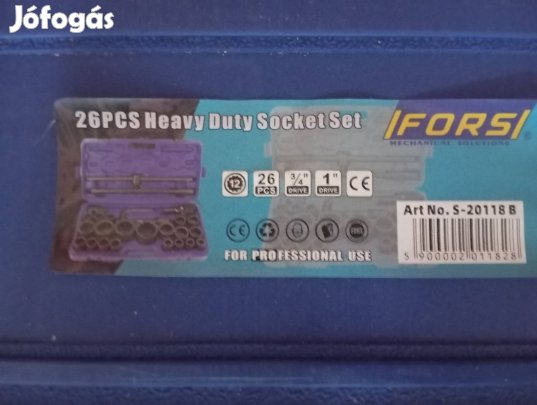 Jófogás
26PCS Heavy Duty Socket Set
FORSI ®
MECHANICAL SOLUTIONS
12 26 PCS 3/4" DRIVE 1" DRIVE CE
Art No. S-20118 B
FOR PROFESSIONAL USE
5 900002 011828